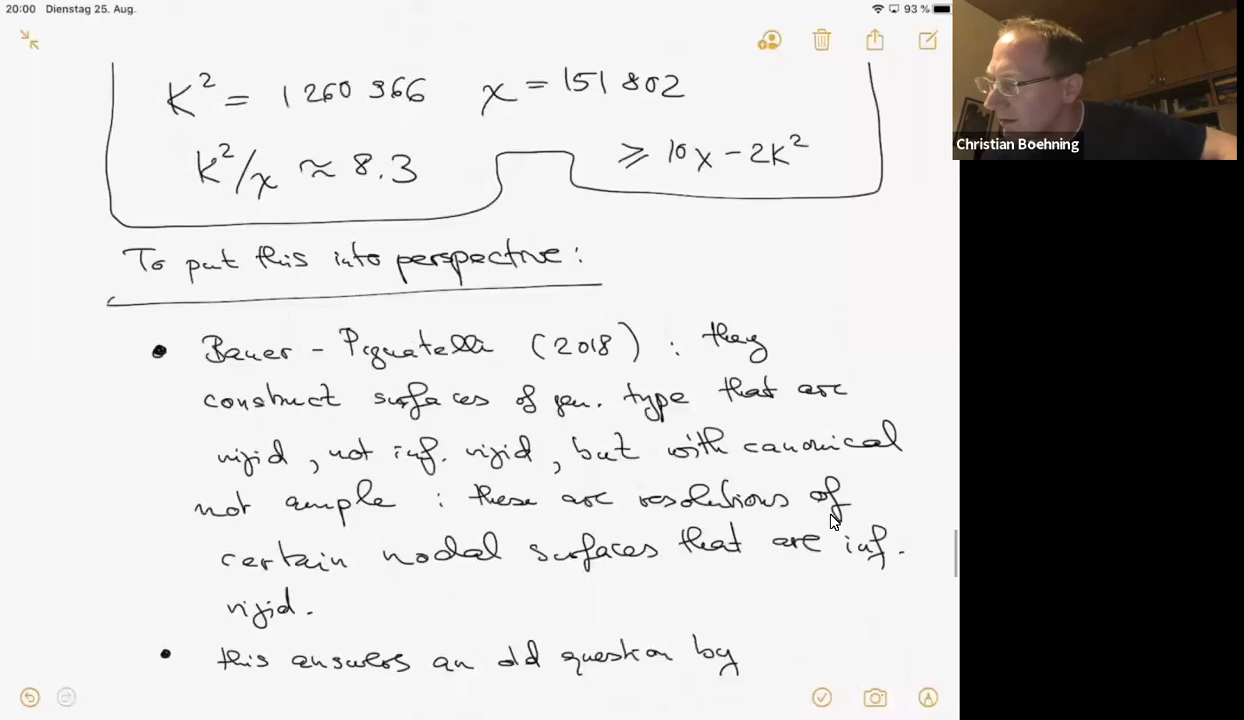 20:00 Dienstag 25. Aug.
93 %
K² = 1 260 966 χ = 151 802
K²/χ ≈ 8.3 ≥ 10χ - 2K²
To put this into perspective:
• Bauer - Pignatelli (2018) : they
construct surfaces of gen. type that are
rigid, not inf. rigid, but with canonical
not ample : these are resolutions of
certain nodal surfaces that are inf.
rigid.
• this answers an old question by
Christian Boehning